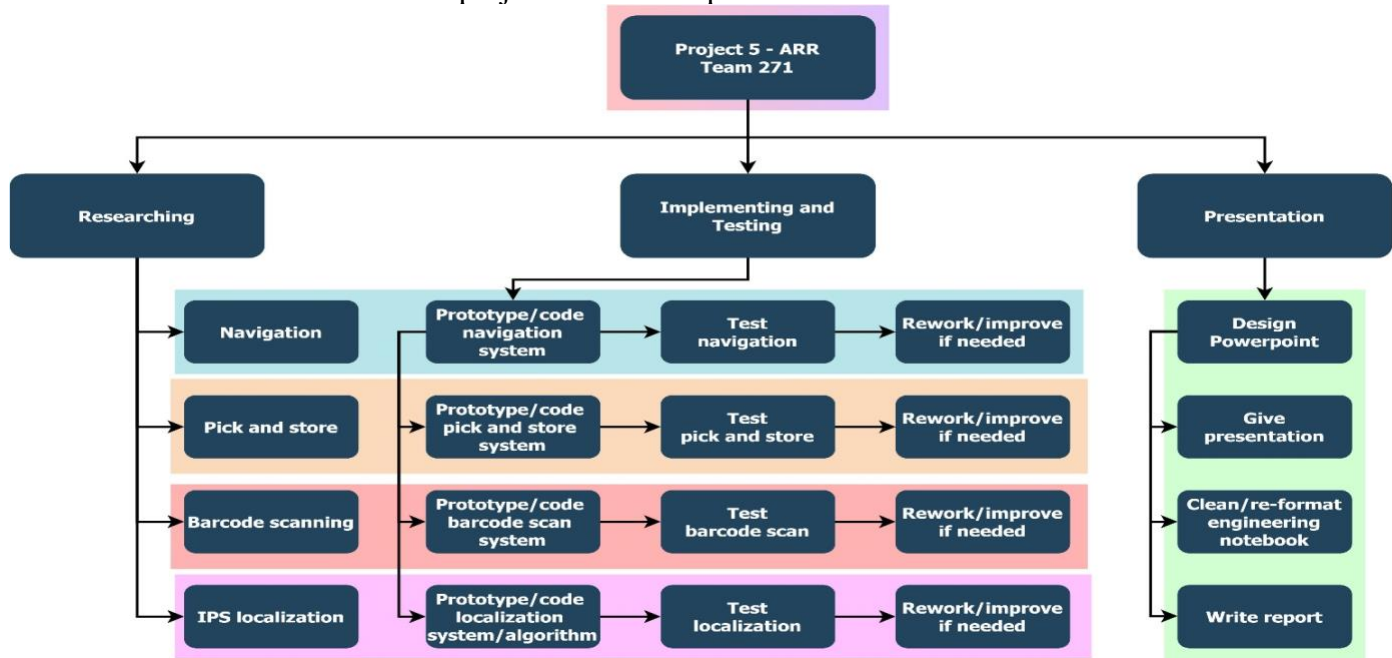 Project 5 - ARR
Team 271
Researching
Implementing and
Testing
Presentation
Navigation
Prototype/code
navigation
system
Test
navigation
Rework/improve
if needed
Design
Powerpoint
Pick and store
Prototype/code
pick and store
system
Test
pick and store
Rework/improve
if needed
Give
presentation
Barcode scanning
Prototype/code
barcode scan
system
Test
barcode scan
Rework/improve
if needed
Clean/re-format
engineering
notebook
IPS localization
Prototype/code
localization
system/algorithm
Test
localization
Rework/improve
if needed
Write report